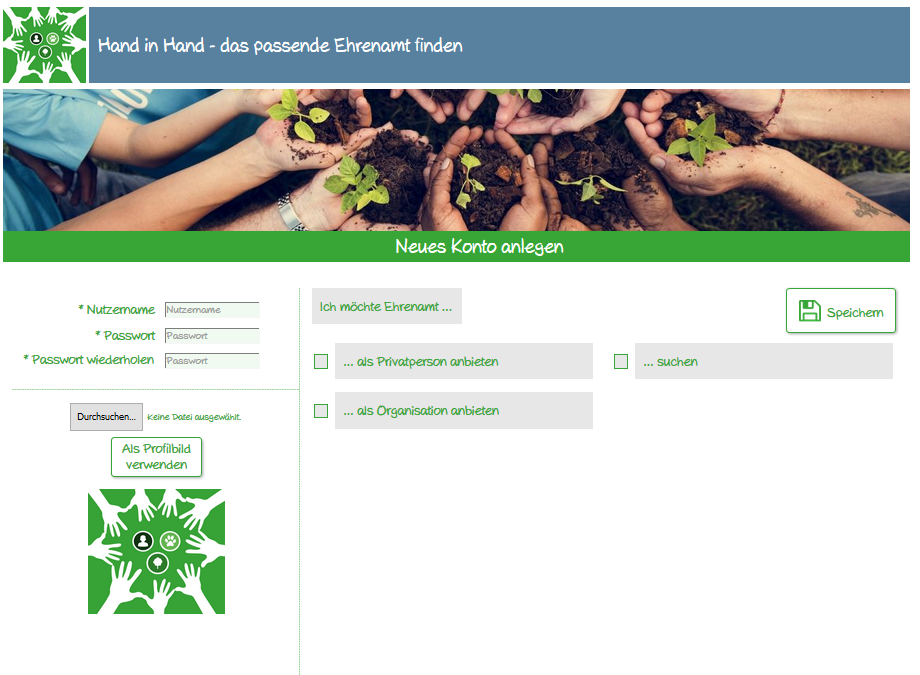 Hand in Hand - das passende Ehrenamt finden
Neues Konto anlegen
* Nutzername Nutzername
* Passwort Passwort
* Passwort wiederholen Passwort
Durchsuchen... Keine Datei ausgewählt.
Als Profilbild
verwenden
Ich möchte Ehrenamt ...
Speichern
... als Privatperson anbieten
... suchen
... als Organisation anbieten